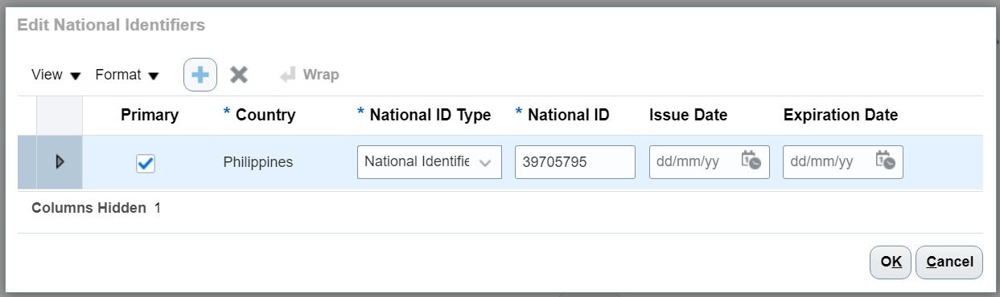 Edit National Identifiers
View Format Wrap
Primary * Country * National ID Type * National ID Issue Date Expiration Date
Philippines National Identifie 39705795 dd/mm/yy dd/mm/yy
Columns Hidden 1
OK Cancel